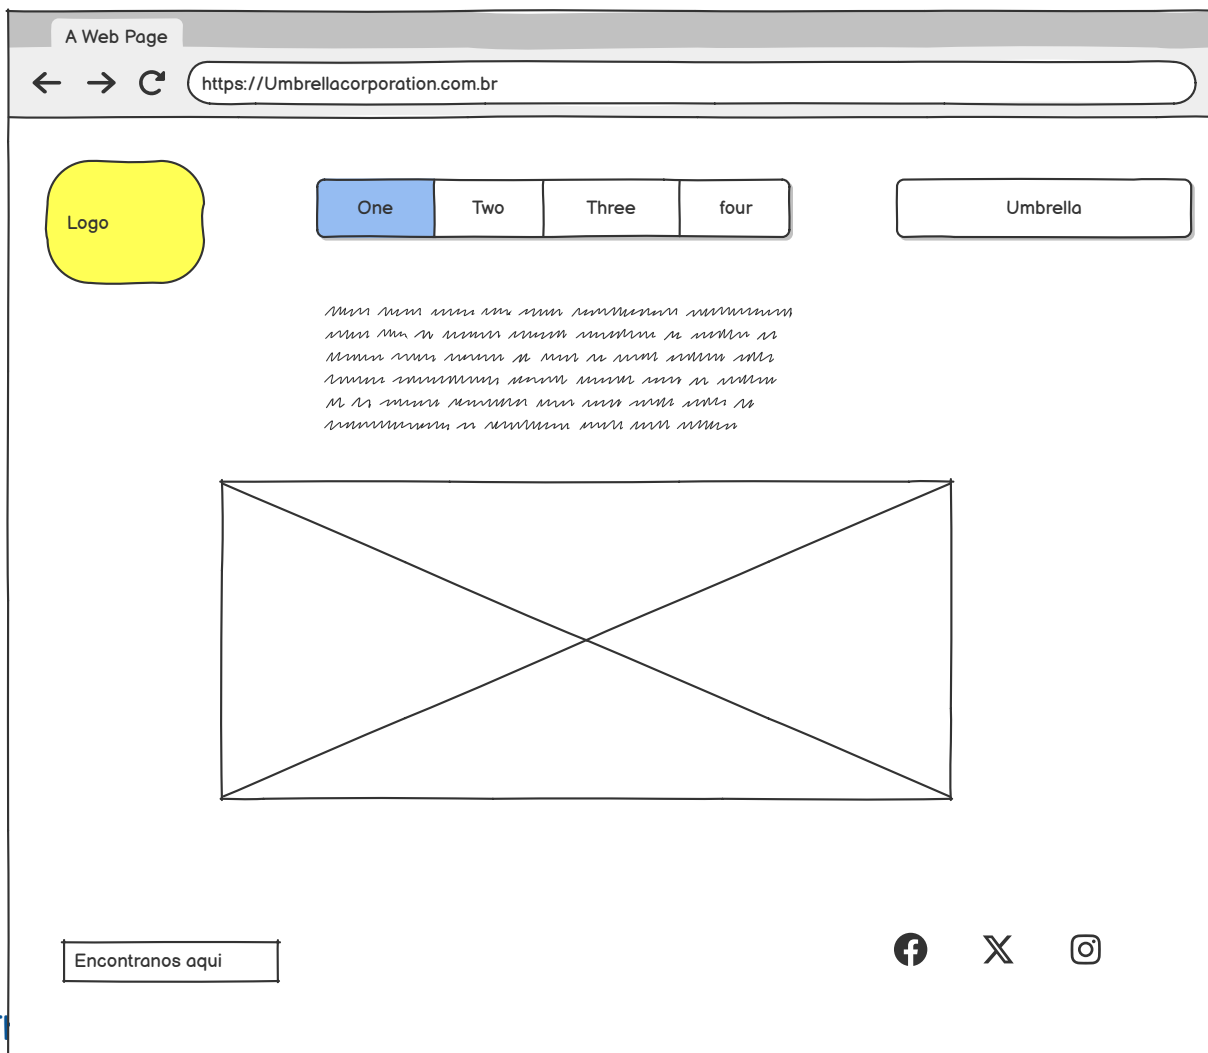 A Web Page
https://Umbrellacorporation.com.br
Logo
One
Two
Three
four
Umbrella
Encontranos aqui